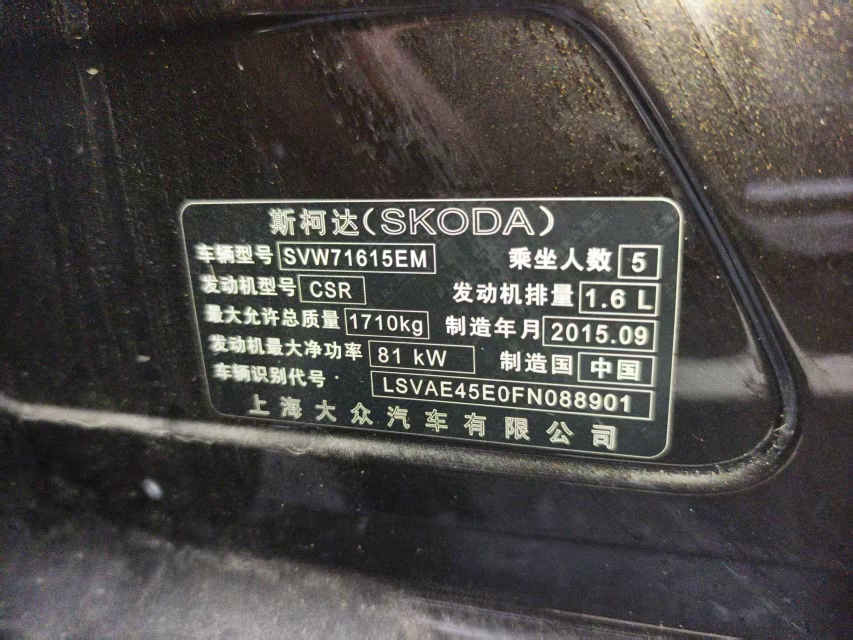 斯柯达(SKODA)
车辆型号 SVW71615EM 乘坐人数 5
发动机型号 CSR 发动机排量 1.6 L
最大允许总质量 1710kg 制造年月 2015.09
发动机最大净功率 81 kW 制造国 中国
车辆识别代号 LSVAE45E0FN088901
上海大众汽车有限公司